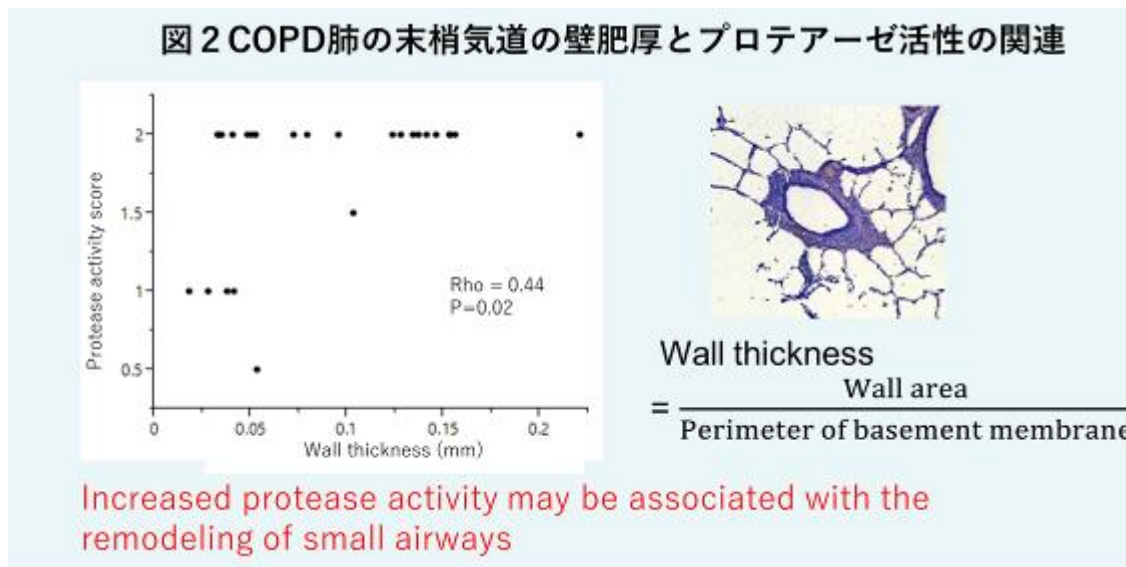 図２COPD肺の末梢気道の壁肥厚とプロテアーゼ活性の関連
Protease activity score
2
1.5
1
0.5
0
0.05
0.1
0.15
0.2
Wall thickness (mm)
Rho = 0.44
P=0.02
Wall thickness
= Wall area
Perimeter of basement membrane
Increased protease activity may be associated with the
remodeling of small airways